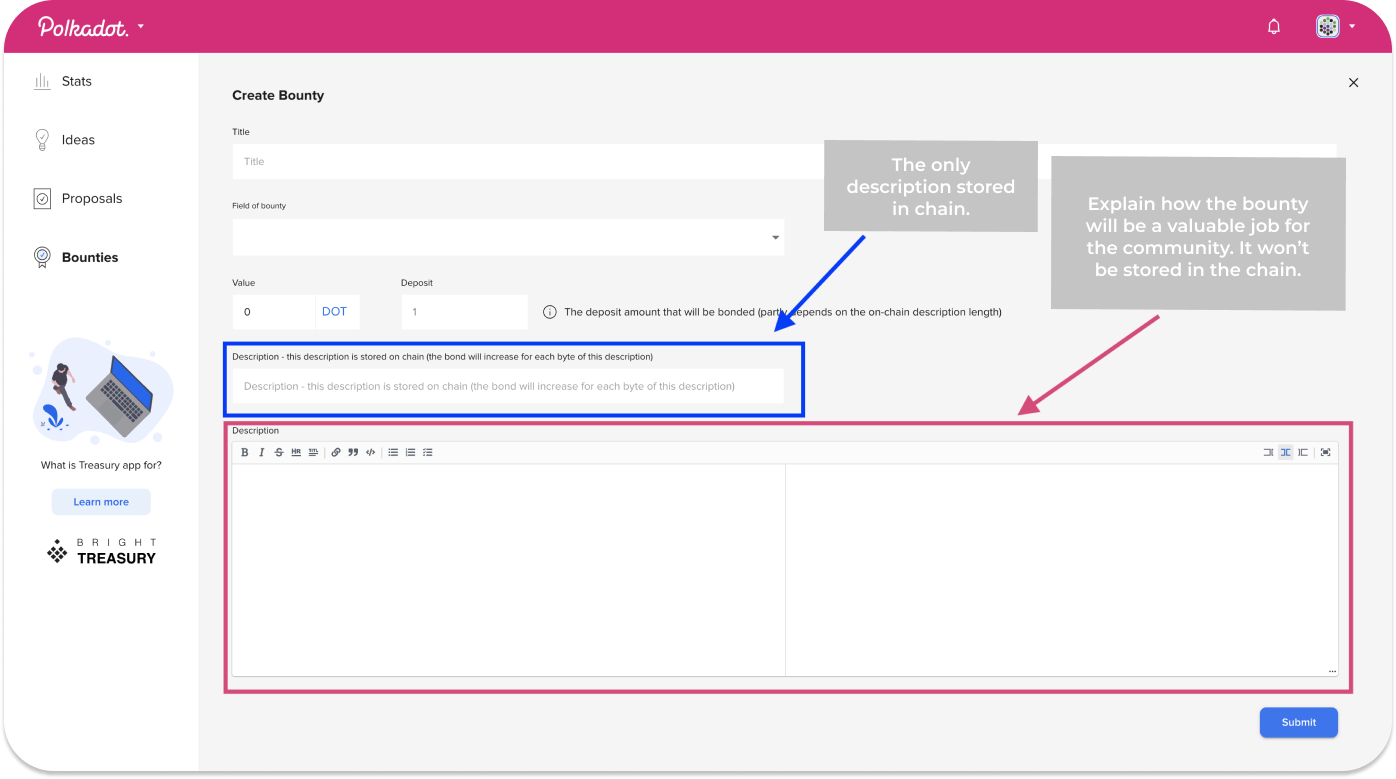 Polkadot.
Stats
Ideas
Proposals
Bounties
What is Treasury app for?
Learn more
BRIGHT
TREASURY
Create Bounty
Title
Title
The only
description stored
in chain.
Explain how the bounty
will be a valuable job for
the community. It won't
be stored in the chain.
Field of bounty
Value
Deposit
0
DOT
1
The deposit amount that will be bonded (partly depends on the on-chain description length)
Description - this description is stored on chain (the bond will increase for each byte of this description)
Description - this description is stored on chain (the bond will increase for each byte of this description)
Description
B I S HR
Submit